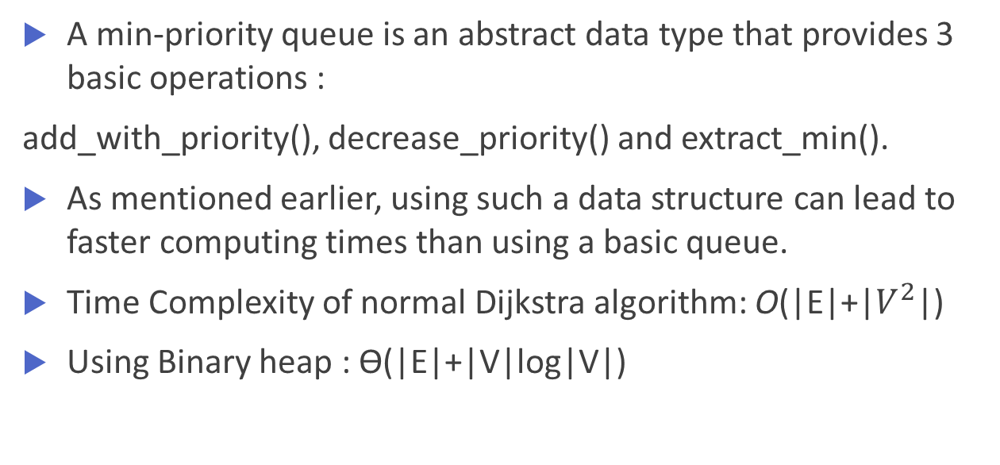 A min-priority queue is an abstract data type that provides 3
basic operations :
add_with_priority(), decrease_priority() and extract_min().
As mentioned earlier, using such a data structure can lead to
faster computing times than using a basic queue.
Time Complexity of normal Dijkstra algorithm: O(|E|+|V²|)
Using Binary heap : Ɵ(|E|+|V|log|V|)